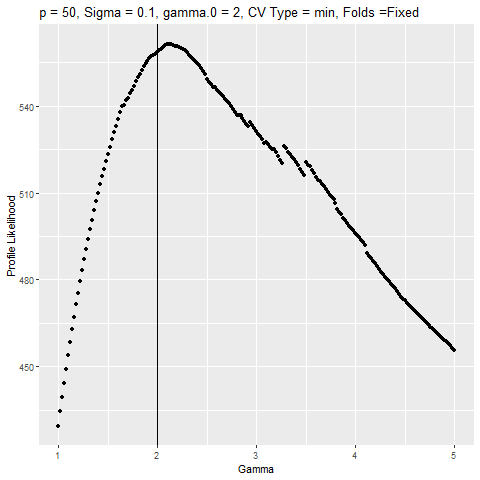 p = 50, Sigma = 0.1, gamma.0 = 2, CV Type = min, Folds =Fixed
Profile Likelihood
540
510
480
450
1 2 3 4 5
Gamma